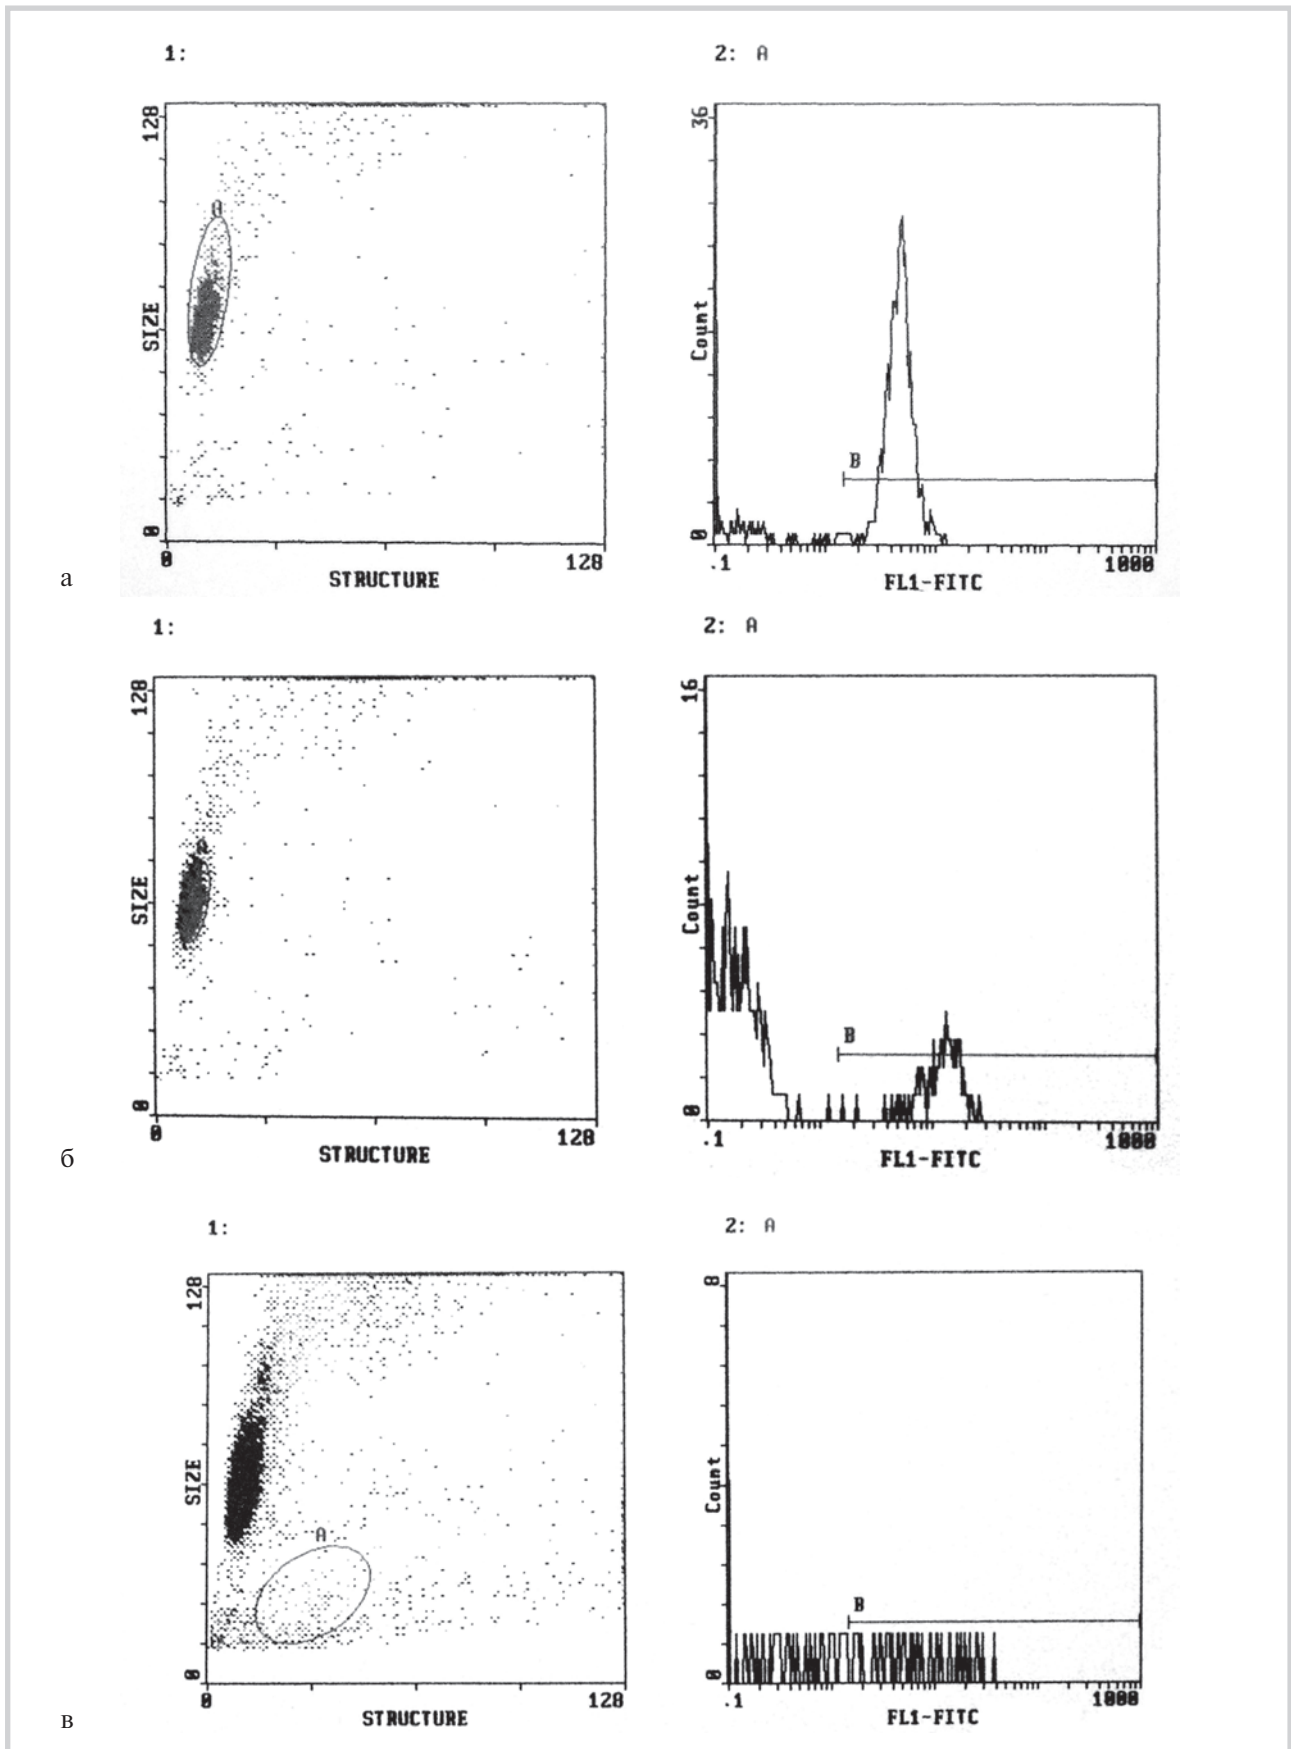 1:
2: A
128
SIZE
0
0
128
STRUCTURE
36
Count
0
.1
1000
FL1-FITC
A
B
а
1:
2: A
128
SIZE
0
0
128
STRUCTURE
16
Count
0
.1
1000
FL1-FITC
A
B
б
1:
2: A
128
SIZE
0
0
128
STRUCTURE
8
Count
0
.1
1000
FL1-FITC
A
B
в